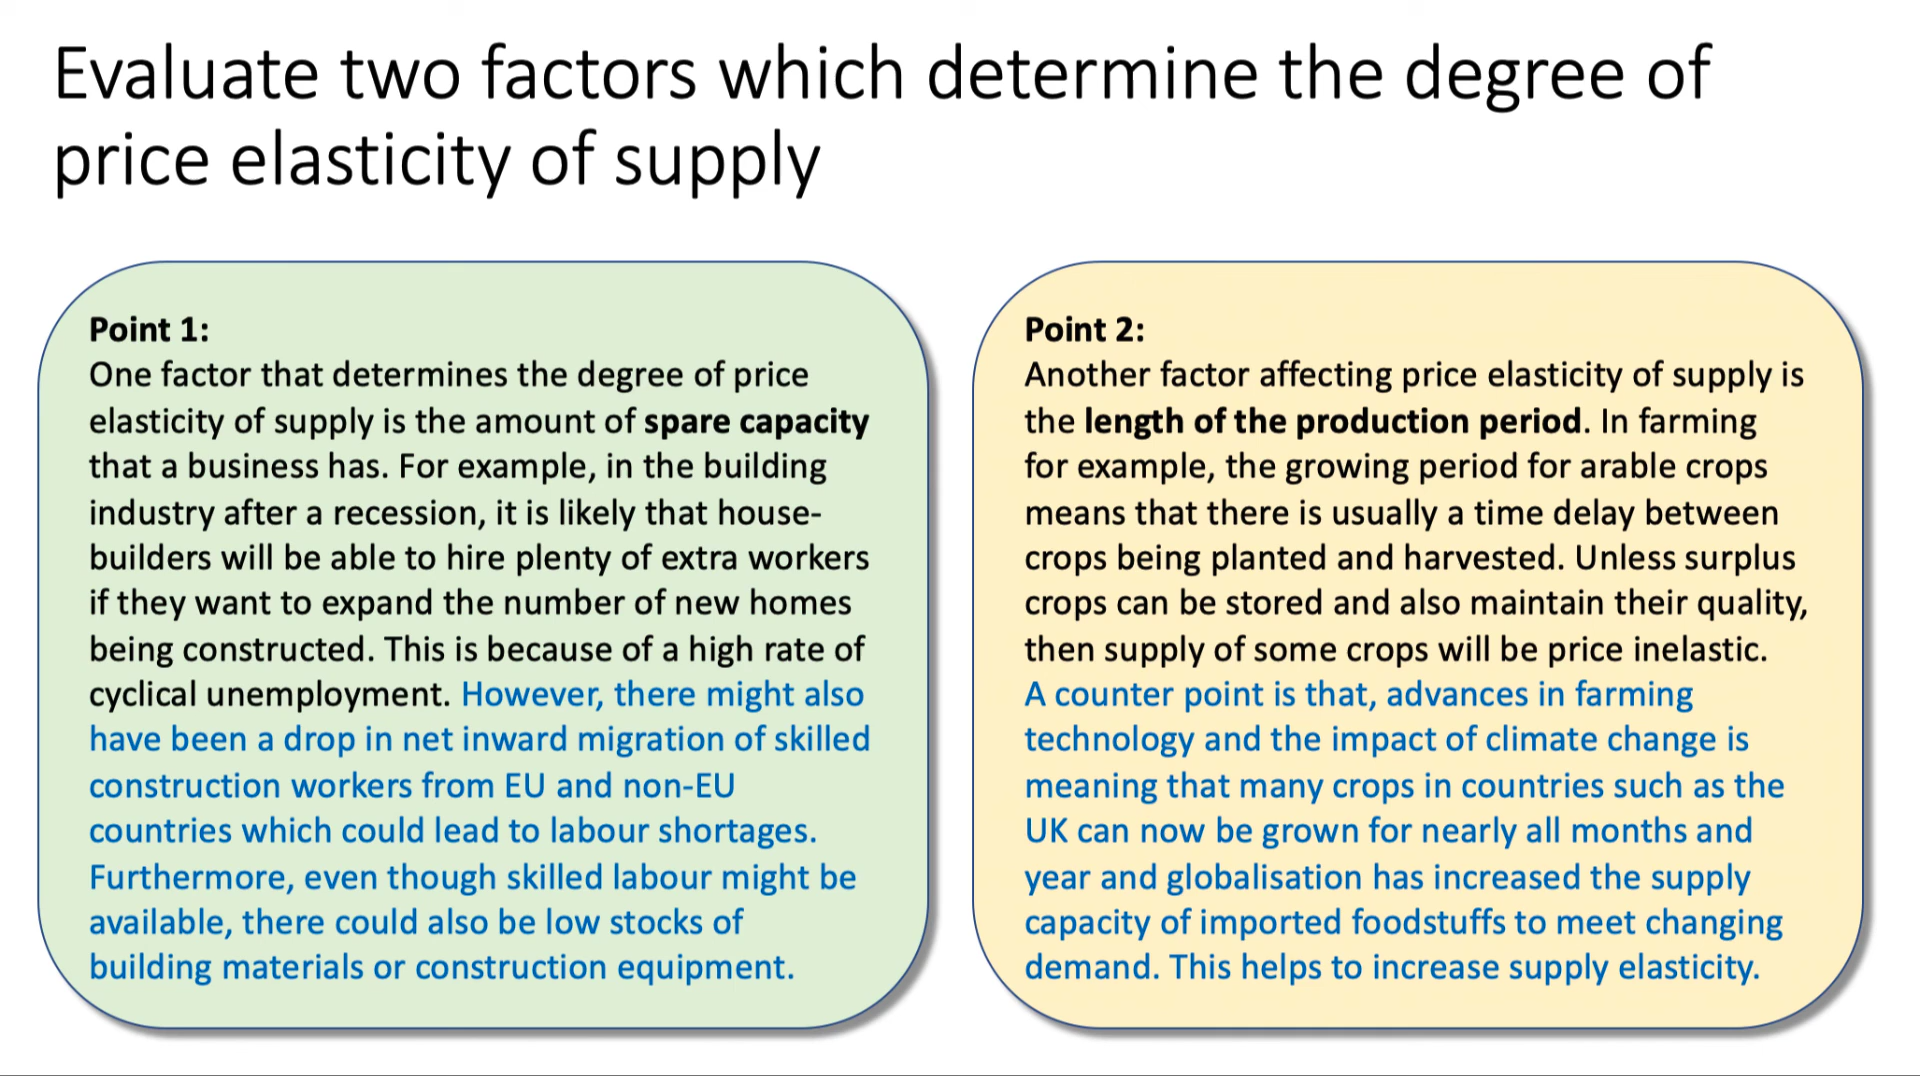 Evaluate two factors which determine the degree of
price elasticity of supply
Point 1:
One factor that determines the degree of price
elasticity of supply is the amount of spare capacity
that a business has. For example, in the building
industry after a recession, it is likely that house-
builders will be able to hire plenty of extra workers
if they want to expand the number of new homes
being constructed. This is because of a high rate of
cyclical unemployment. However, there might also
have been a drop in net inward migration of skilled
construction workers from EU and non-EU
countries which could lead to labour shortages.
Furthermore, even though skilled labour might be
available, there could also be low stocks of
building materials or construction equipment.
Point 2:
Another factor affecting price elasticity of supply is
the length of the production period. In farming
for example, the growing period for arable crops
means that there is usually a time delay between
crops being planted and harvested. Unless surplus
crops can be stored and also maintain their quality,
then supply of some crops will be price inelastic.
A counter point is that, advances in farming
technology and the impact of climate change is
meaning that many crops in countries such as the
UK can now be grown for nearly all months and
year and globalisation has increased the supply
capacity of imported foodstuffs to meet changing
demand. This helps to increase supply elasticity.